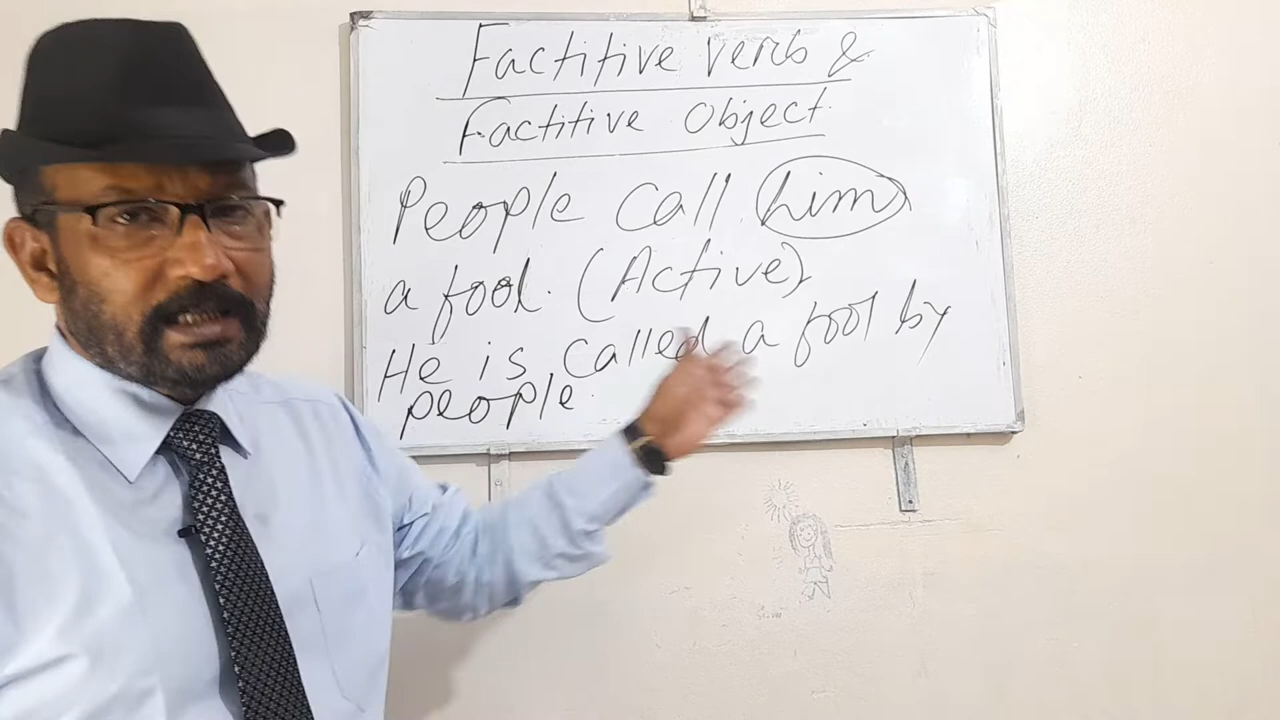 Factitive verb &
Factitive Object.
People call him
a fool. (Active)
He is called a fool by
people.